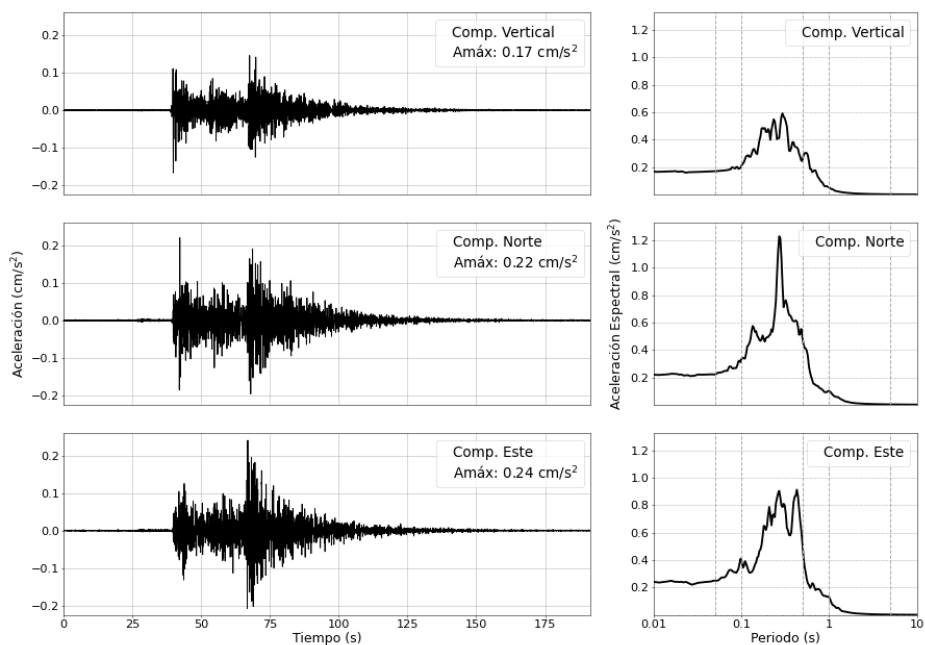 Comp. Vertical
Amáx: 0.17 cm/s²
0.2
0.1
0.0
−0.1
−0.2
Comp. Vertical
1.2
1.0
0.8
0.6
0.4
0.2
Comp. Norte
Amáx: 0.22 cm/s²
0.2
0.1
0.0
−0.1
−0.2
Aceleración (cm/s²)
Comp. Norte
1.2
1.0
0.8
0.6
0.4
0.2
Aceleración Espectral (cm/s²)
Comp. Este
Amáx: 0.24 cm/s²
0.2
0.1
0.0
−0.1
−0.2
0 25 50 75 100 125 150 175
Tiempo (s)
Comp. Este
1.2
1.0
0.8
0.6
0.4
0.2
0.01 0.1 1 10
Periodo (s)